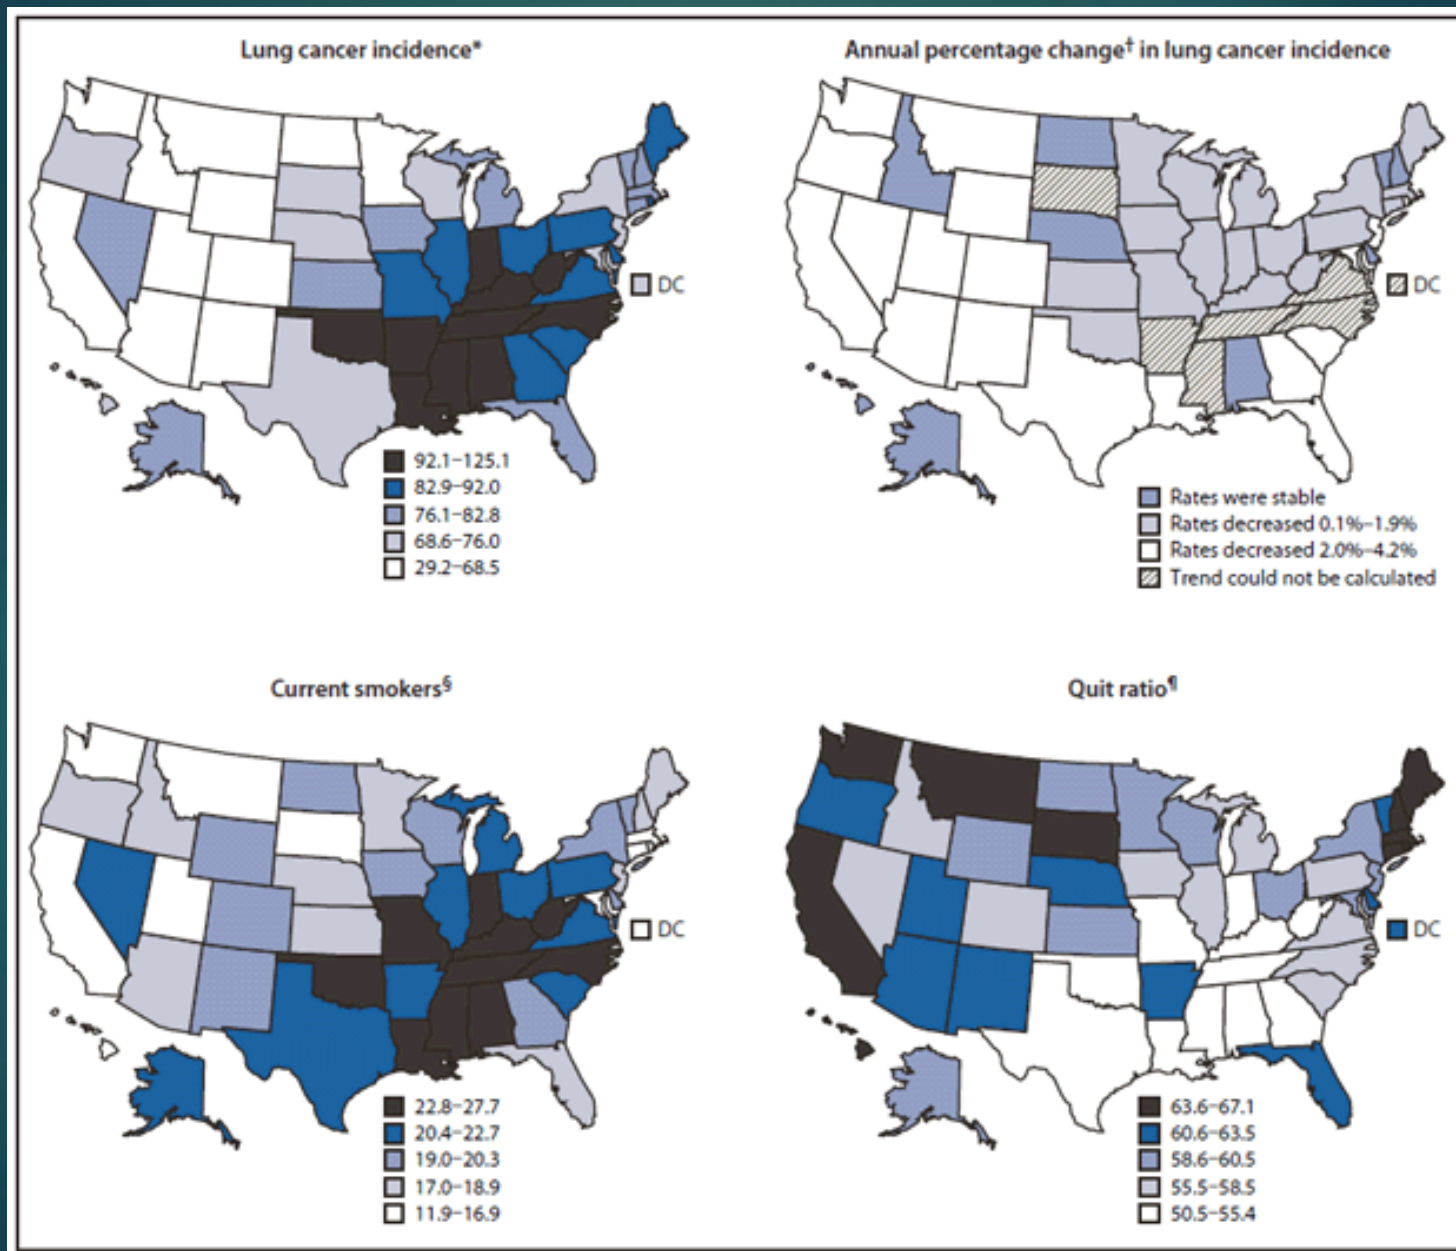 Lung cancer incidence*
Annual percentage change† in lung cancer incidence
DC
92.1–125.1
82.9–92.0
76.1–82.8
68.6–76.0
29.2–68.5
DC
Rates were stable
Rates decreased 0.1%–1.9%
Rates decreased 2.0%–4.2%
Trend could not be calculated
Current smokers§
Quit ratio¶
DC
22.8–27.7
20.4–22.7
19.0–20.3
17.0–18.9
11.9–16.9
DC
63.6–67.1
60.6–63.5
58.6–60.5
55.5–58.5
50.5–55.4